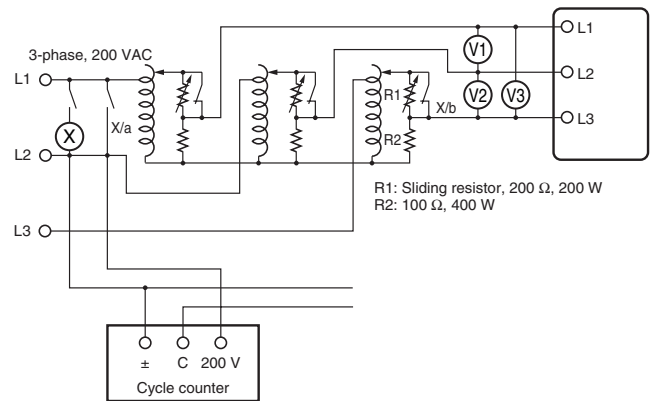 3-phase, 200 VAC
L1
L2
L3
X
X/a
R1
R2
X/b
V1
V2
V3
L1
L2
L3
R1: Sliding resistor, 200 Ω, 200 W
R2: 100 Ω, 400 W
± C 200 V
Cycle counter